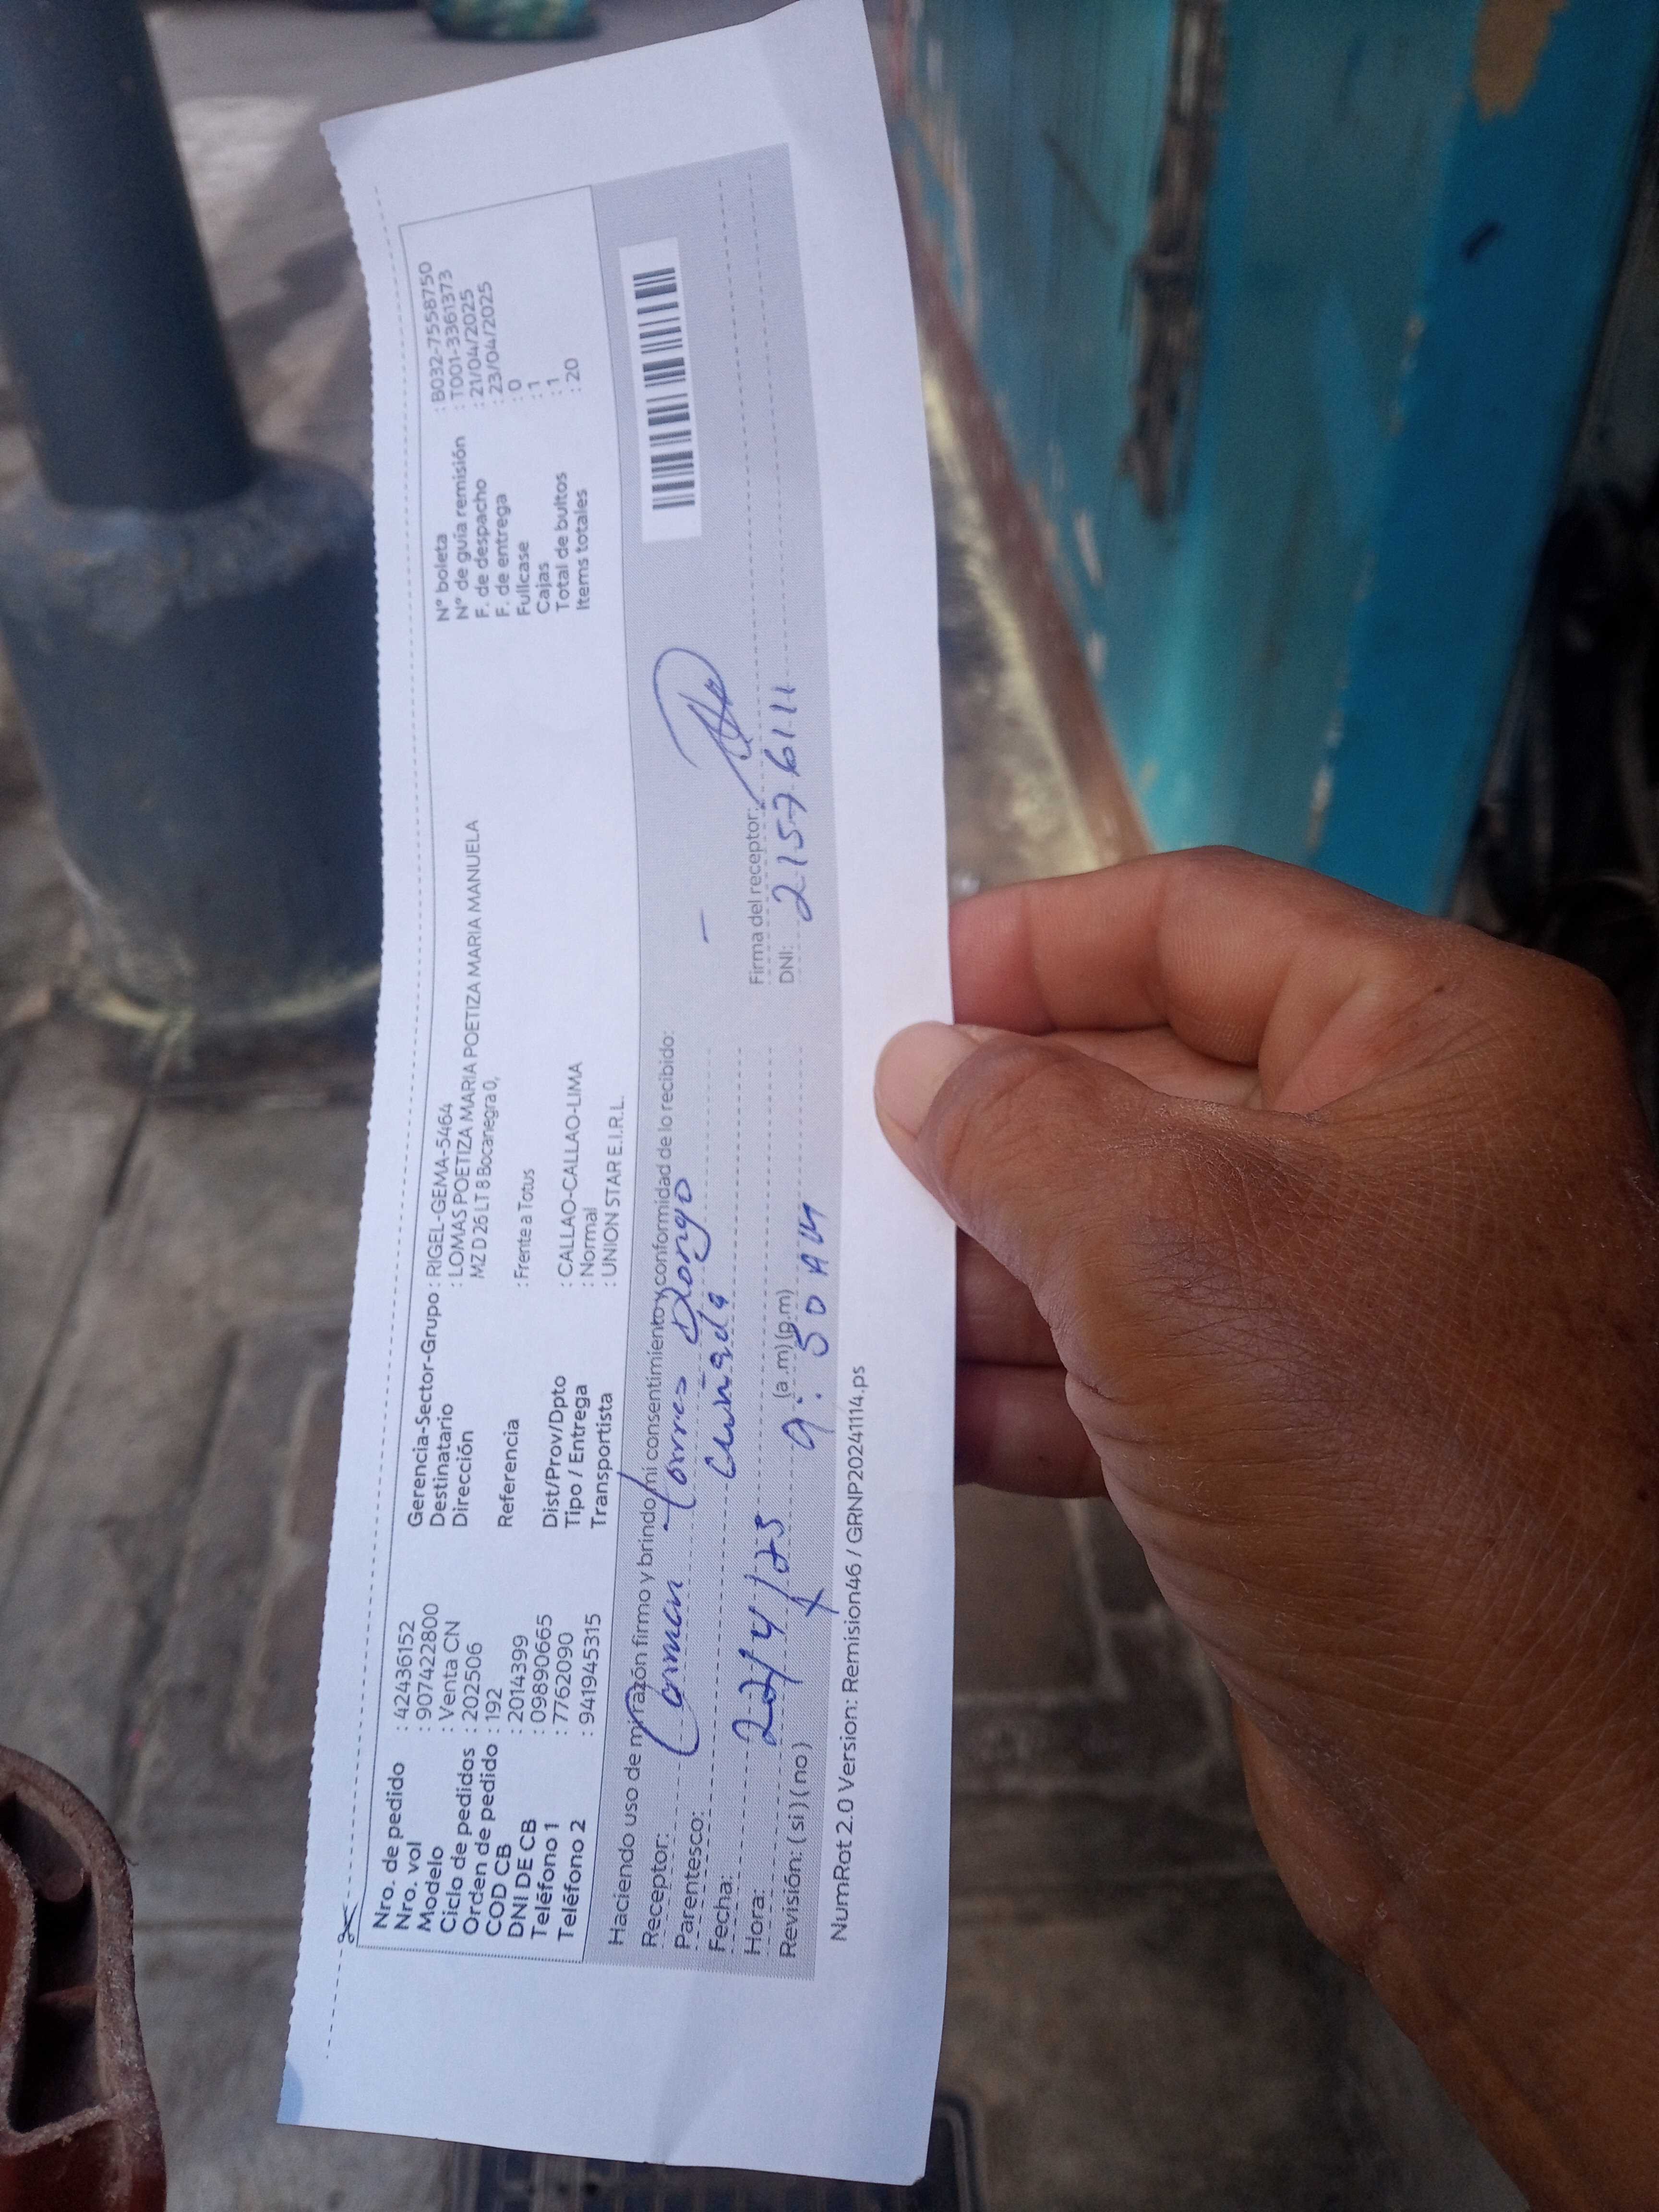 Nro. de pedido : 42436152
Nro. vol : 9074422800
Modelo : Venta CN
Ciclo de pedidos : 202506
Orden de pedido : 192
COD CB : 2014399
DNI DE CB : 09890665
Teléfono 1 : 7762090
Teléfono 2 : 941945315
Gerencia-Sector-Grupo : RIGEL-GEMA-5464
Destinatario : LOMAS POETIZA MARIA POETIZA MARIA MANUELA
Dirección MZ D 26 LT 8 Bocanegra 0,
Referencia : Frente a Totus
Dist/Prov/Dpto : CALLAO-CALLAO-LIMA
Tipo / Entrega : Normal
Transportista : UNION STAR E.I.R.L.
N° boleta : B032-7558750
N° de guía remisión : T001-3361373
F. de despacho : 21/04/2025
F. de entrega : 23/04/2025
Fullcase : 0
Cajas : 1
Total de bultos : 1
Items totales : 20
Haciendo uso de mi razón firmo y brindo mi consentimiento y conformidad de lo recibido:
Receptor: Carmen Torres Dongo
Parentesco: Cuñada
Fecha: 22/4/25
Hora: (a.m) (p.m) 9:50 AM
Revisión: (si) (no)
Firma del receptor:
DNI: 21576111
NumRot 2.0 Version: Remision46 / GRNP20241114.ps